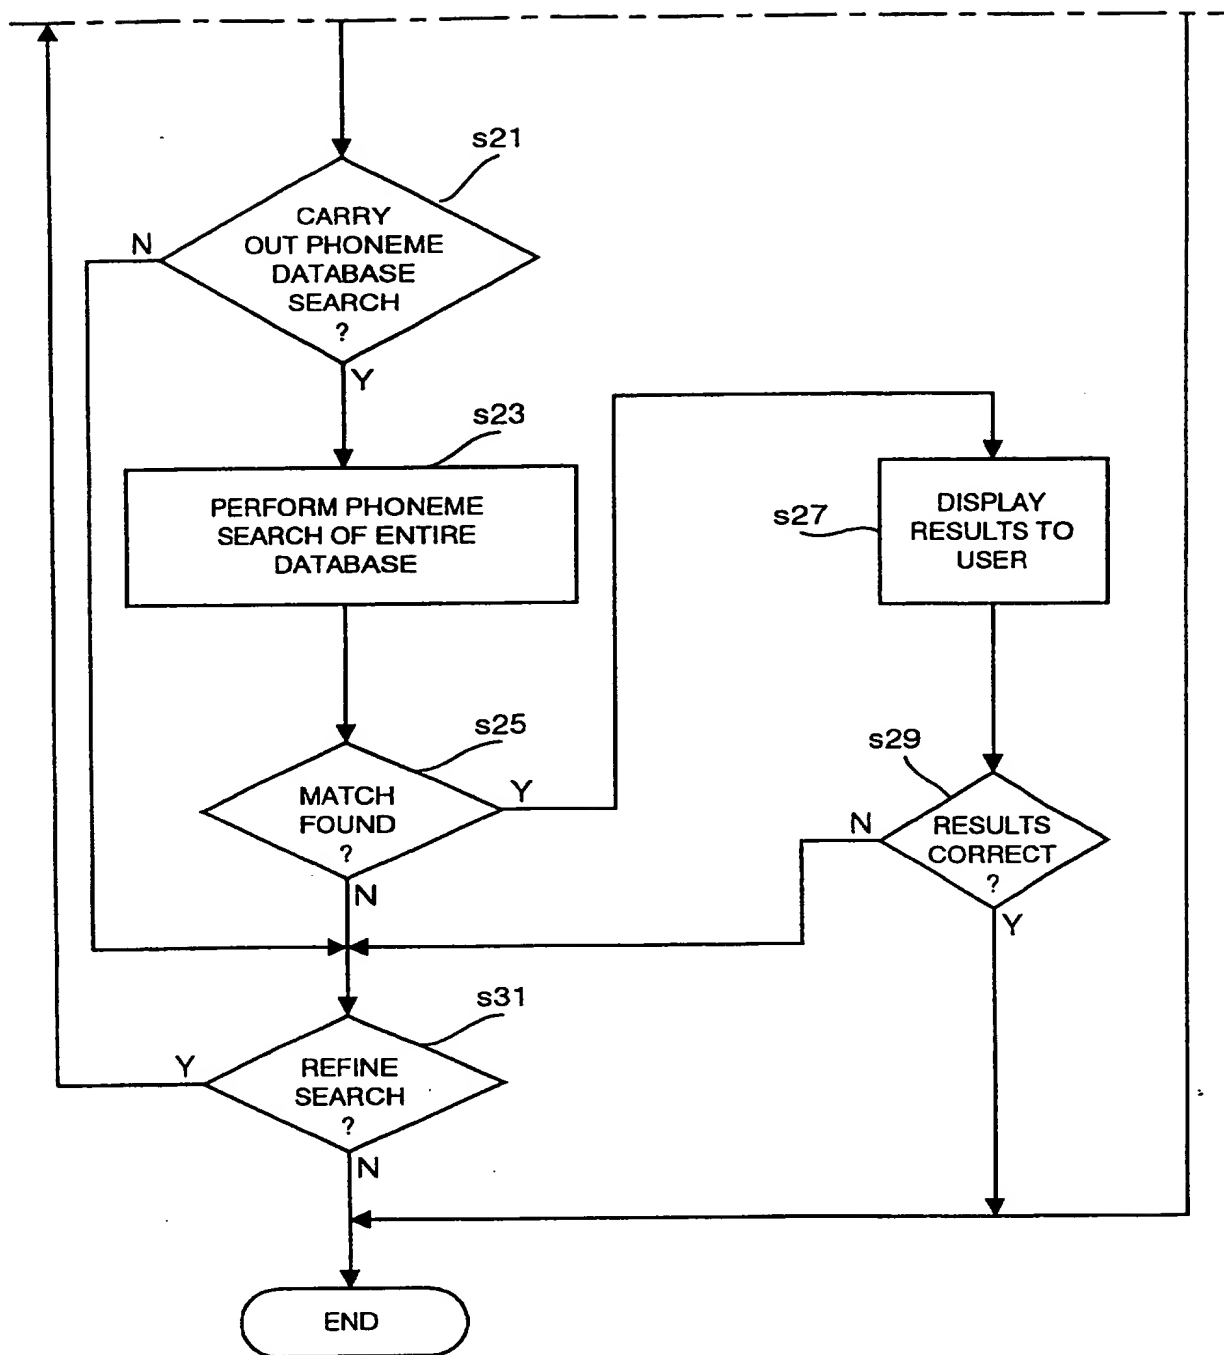 s21
CARRY
OUT PHONEME
DATABASE
SEARCH
?
N
Y
s23
PERFORM PHONEME
SEARCH OF ENTIRE
DATABASE
s27
DISPLAY
RESULTS TO
USER
s25
MATCH
FOUND
?
Y
N
s29
RESULTS
CORRECT
?
N
Y
s31
REFINE
SEARCH
?
Y
N
END